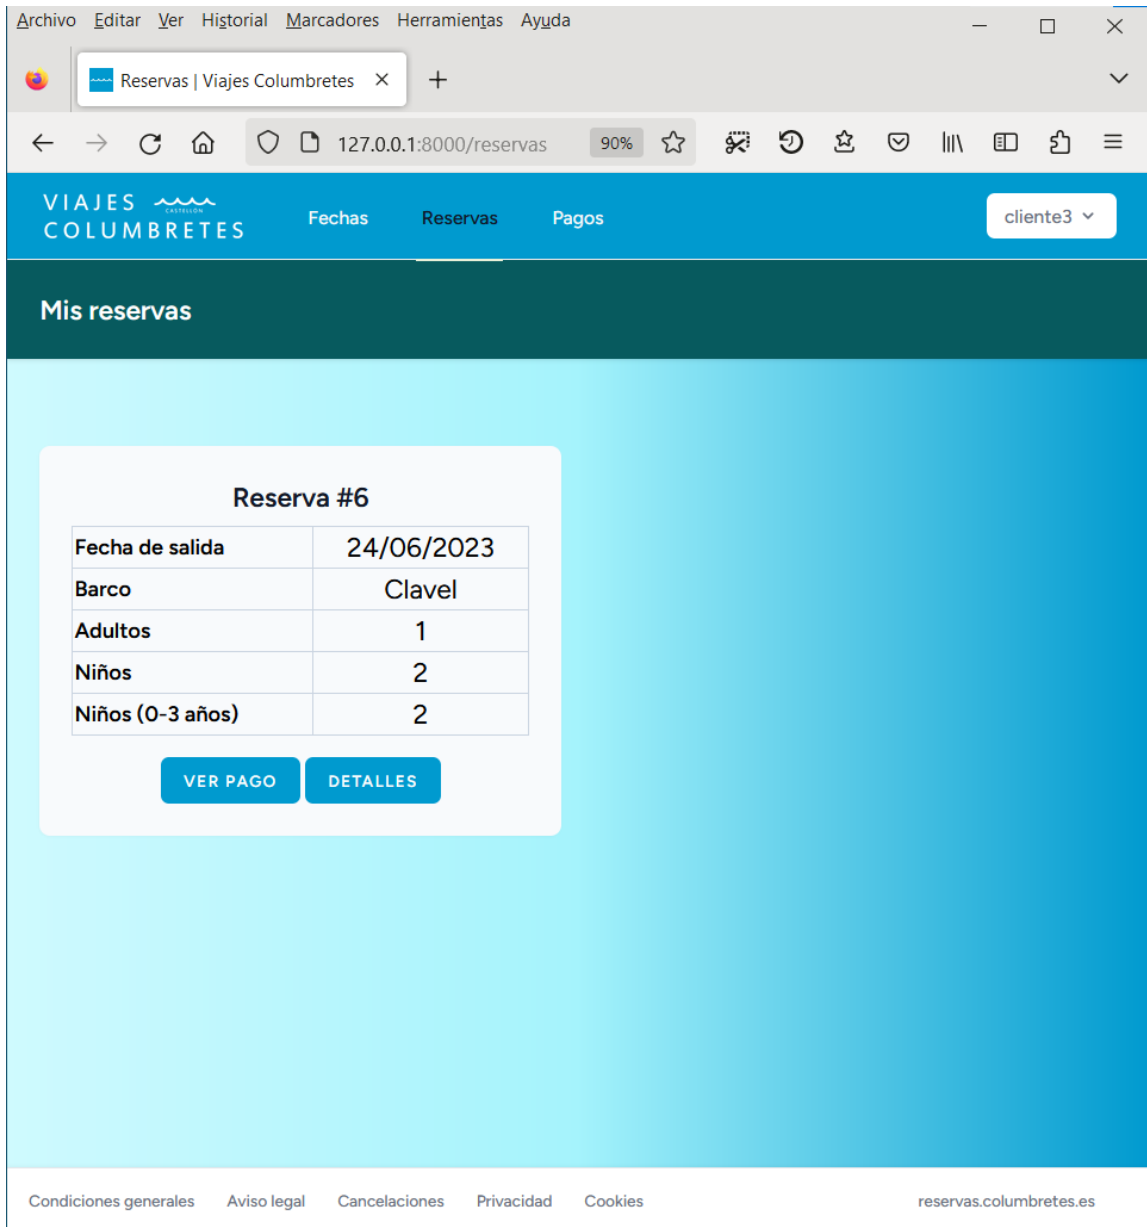 Archivo Editar Ver Historial Marcadores Herramientas Ayuda
Reservas | Viajes Columbretes
127.0.0.1:8000/reservas 90%
VIAJES
CASTELLÓN
COLUMBRETES
Fechas Reservas Pagos cliente3
Mis reservas
Reserva #6
Fecha de salida 24/06/2023
Barco Clavel
Adultos 1
Niños 2
Niños (0-3 años) 2
VER PAGO DETALLES
Condiciones generales Aviso legal Cancelaciones Privacidad Cookies reservas.columbretes.es